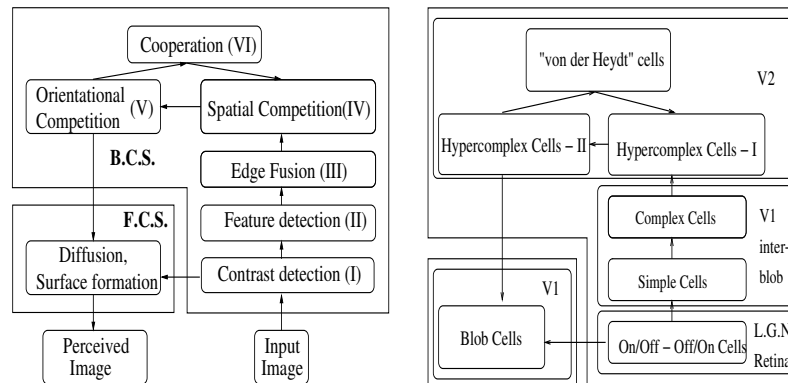 Cooperation (VI)
Orientational
Competition
(V)
Spatial Competition(IV)
B.C.S.
Edge Fusion (III)
F.C.S.
Feature detection (II)
Diffusion,
Surface formation
Contrast detection (I)
Perceived
Image
Input
Image
"von der Heydt" cells
V2
Hypercomplex Cells – II
Hypercomplex Cells – I
Complex Cells
V1
inter-
blob
Simple Cells
V1
Blob Cells
On/Off – Off/On Cells
L.G.N
Retina